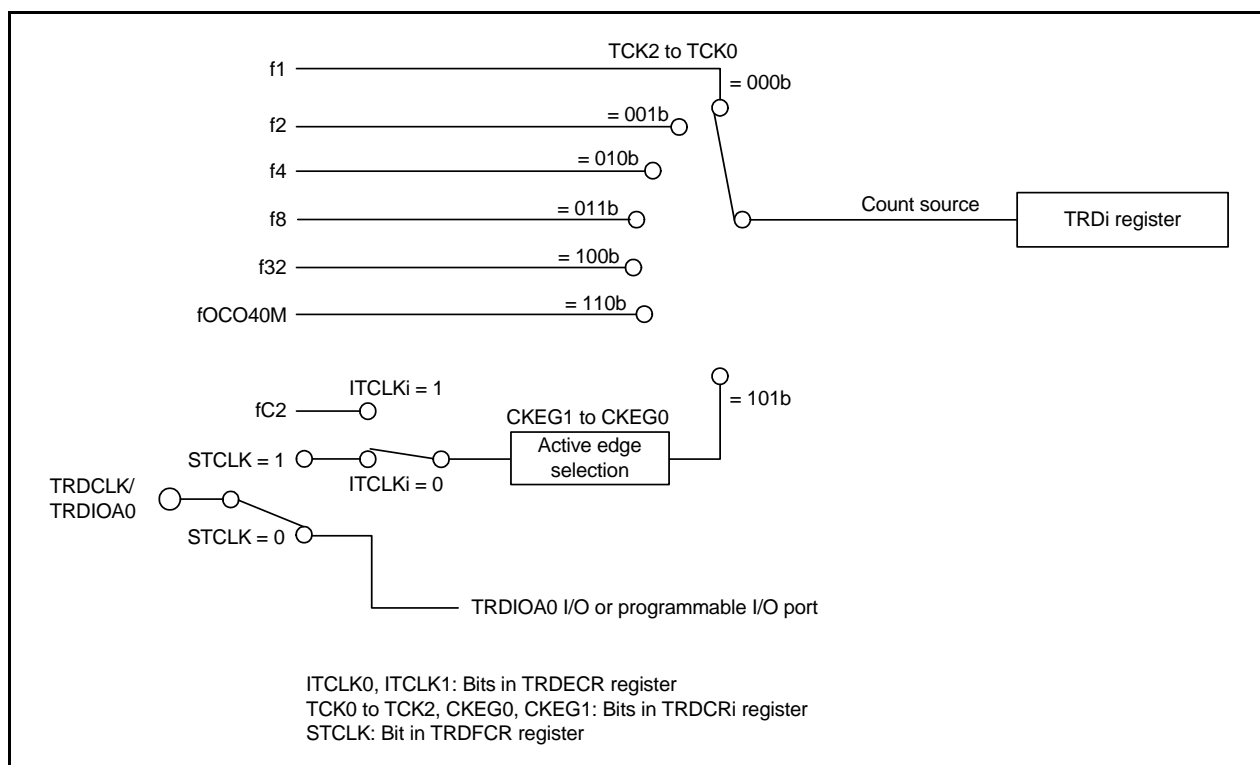 TCK2 to TCK0
f1
= 000b
= 001b
f2
= 010b
f4
= 011b
f8
Count source
TRDi register
= 100b
f32
= 110b
fOCO40M
ITCLKi = 1
fC2
= 101b
CKEG1 to CKEG0
Active edge
selection
STCLK = 1
ITCLKi = 0
TRDCLK/
TRDIOA0
STCLK = 0
TRDIOA0 I/O or programmable I/O port
ITCLK0, ITCLK1: Bits in TRDECR register
TCK0 to TCK2, CKEG0, CKEG1: Bits in TRDCRi register
STCLK: Bit in TRDFCR register